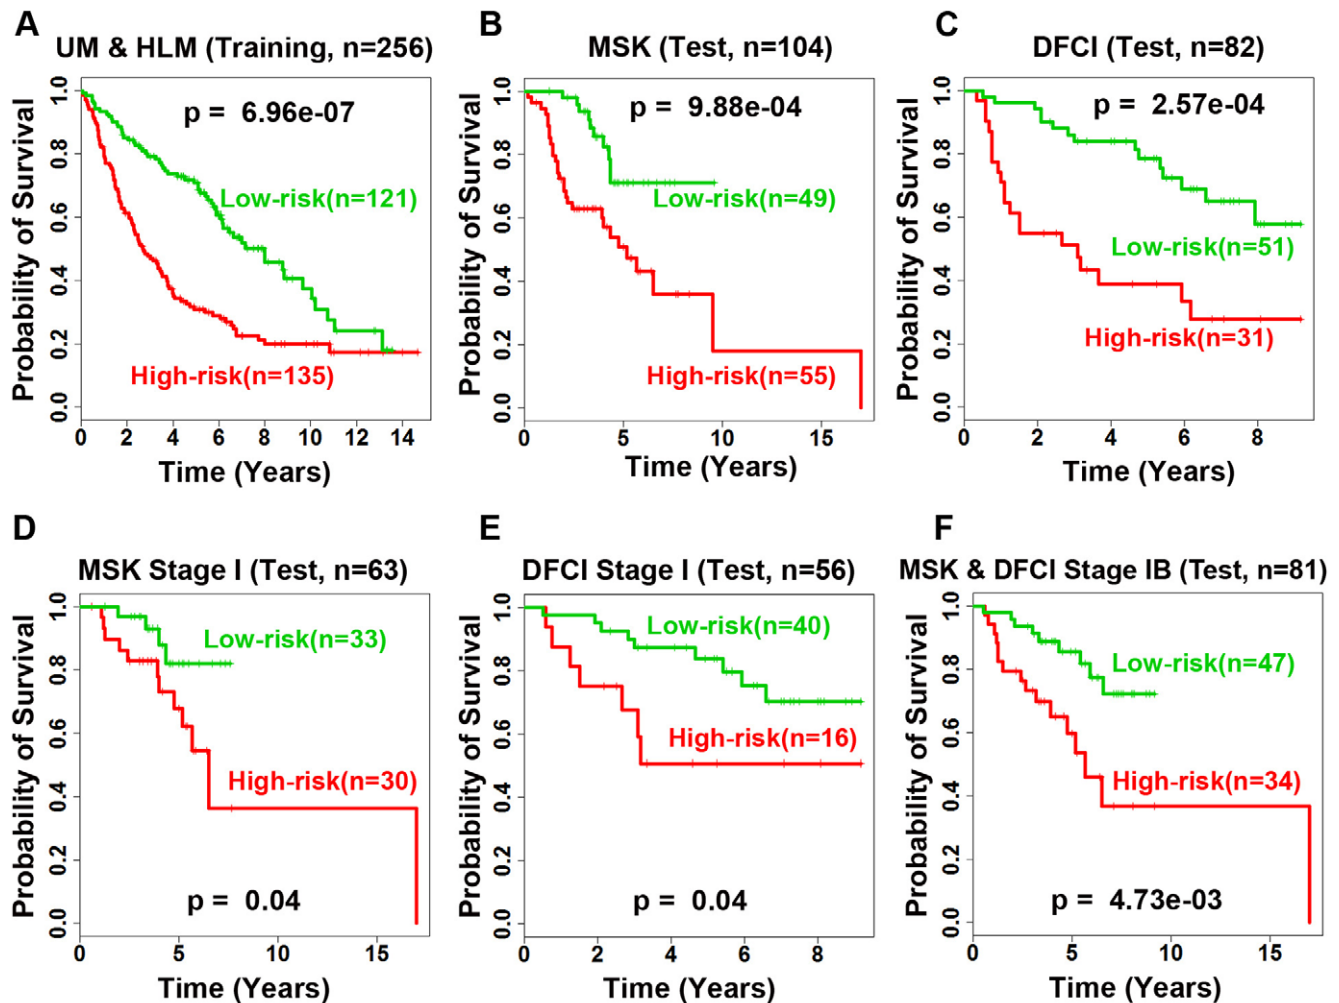 A
UM & HLM (Training, n=256)
p = 6.96e-07
Low-risk(n=121)
High-risk(n=135)
Probability of Survival
0.0 0.2 0.4 0.6 0.8 1.0
0 2 4 6 8 10 12 14
Time (Years)
B
MSK (Test, n=104)
p = 9.88e-04
Low-risk(n=49)
High-risk(n=55)
Probability of Survival
0.0 0.2 0.4 0.6 0.8 1.0
0 5 10 15
Time (Years)
C
DFCI (Test, n=82)
p = 2.57e-04
Low-risk(n=51)
High-risk(n=31)
Probability of Survival
0.0 0.2 0.4 0.6 0.8 1.0
0 2 4 6 8
Time (Years)
D
MSK Stage I (Test, n=63)
Low-risk(n=33)
High-risk(n=30)
p = 0.04
Probability of Survival
0.0 0.2 0.4 0.6 0.8 1.0
0 5 10 15
Time (Years)
E
DFCI Stage I (Test, n=56)
Low-risk(n=40)
High-risk(n=16)
p = 0.04
Probability of Survival
0.0 0.2 0.4 0.6 0.8 1.0
0 2 4 6 8
Time (Years)
F
MSK & DFCI Stage IB (Test, n=81)
Low-risk(n=47)
High-risk(n=34)
p = 4.73e-03
Probability of Survival
0.0 0.2 0.4 0.6 0.8 1.0
0 5 10 15
Time (Years)